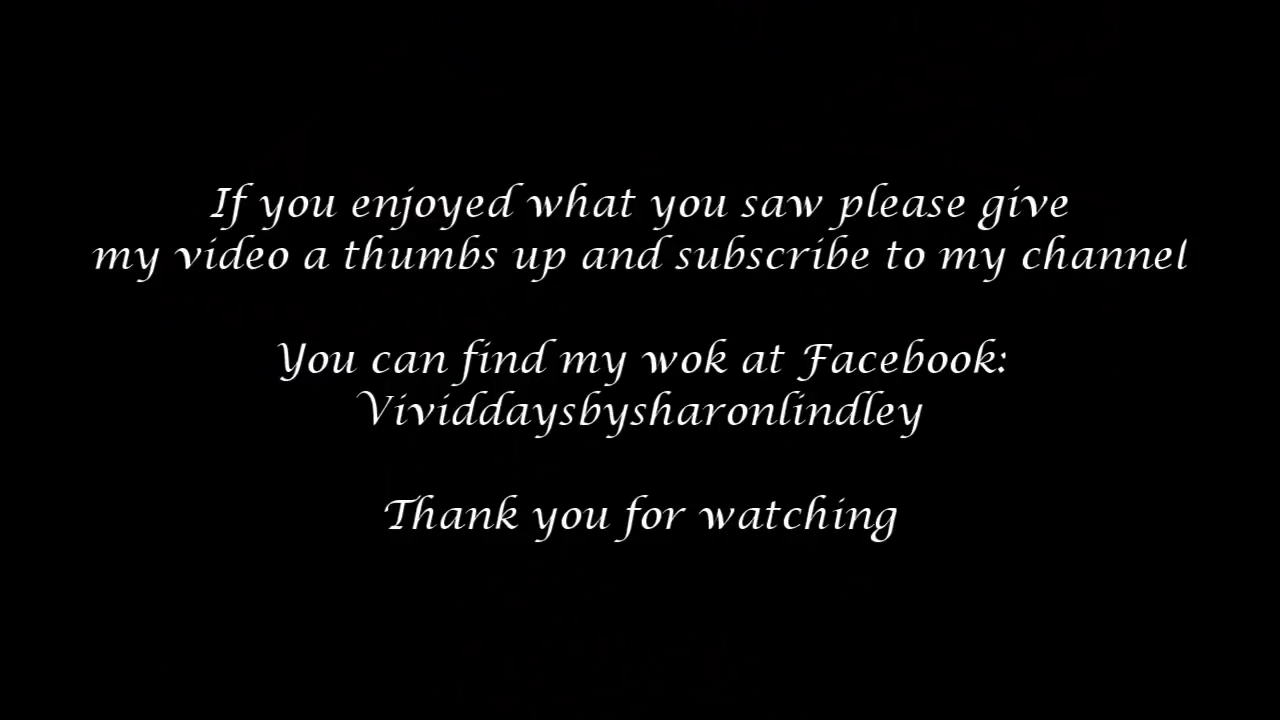 If you enjoyed what you saw please give
my video a thumbs up and subscribe to my channel
You can find my wok at Facebook:
Vividdaysbysharonlindley
Thank you for watching